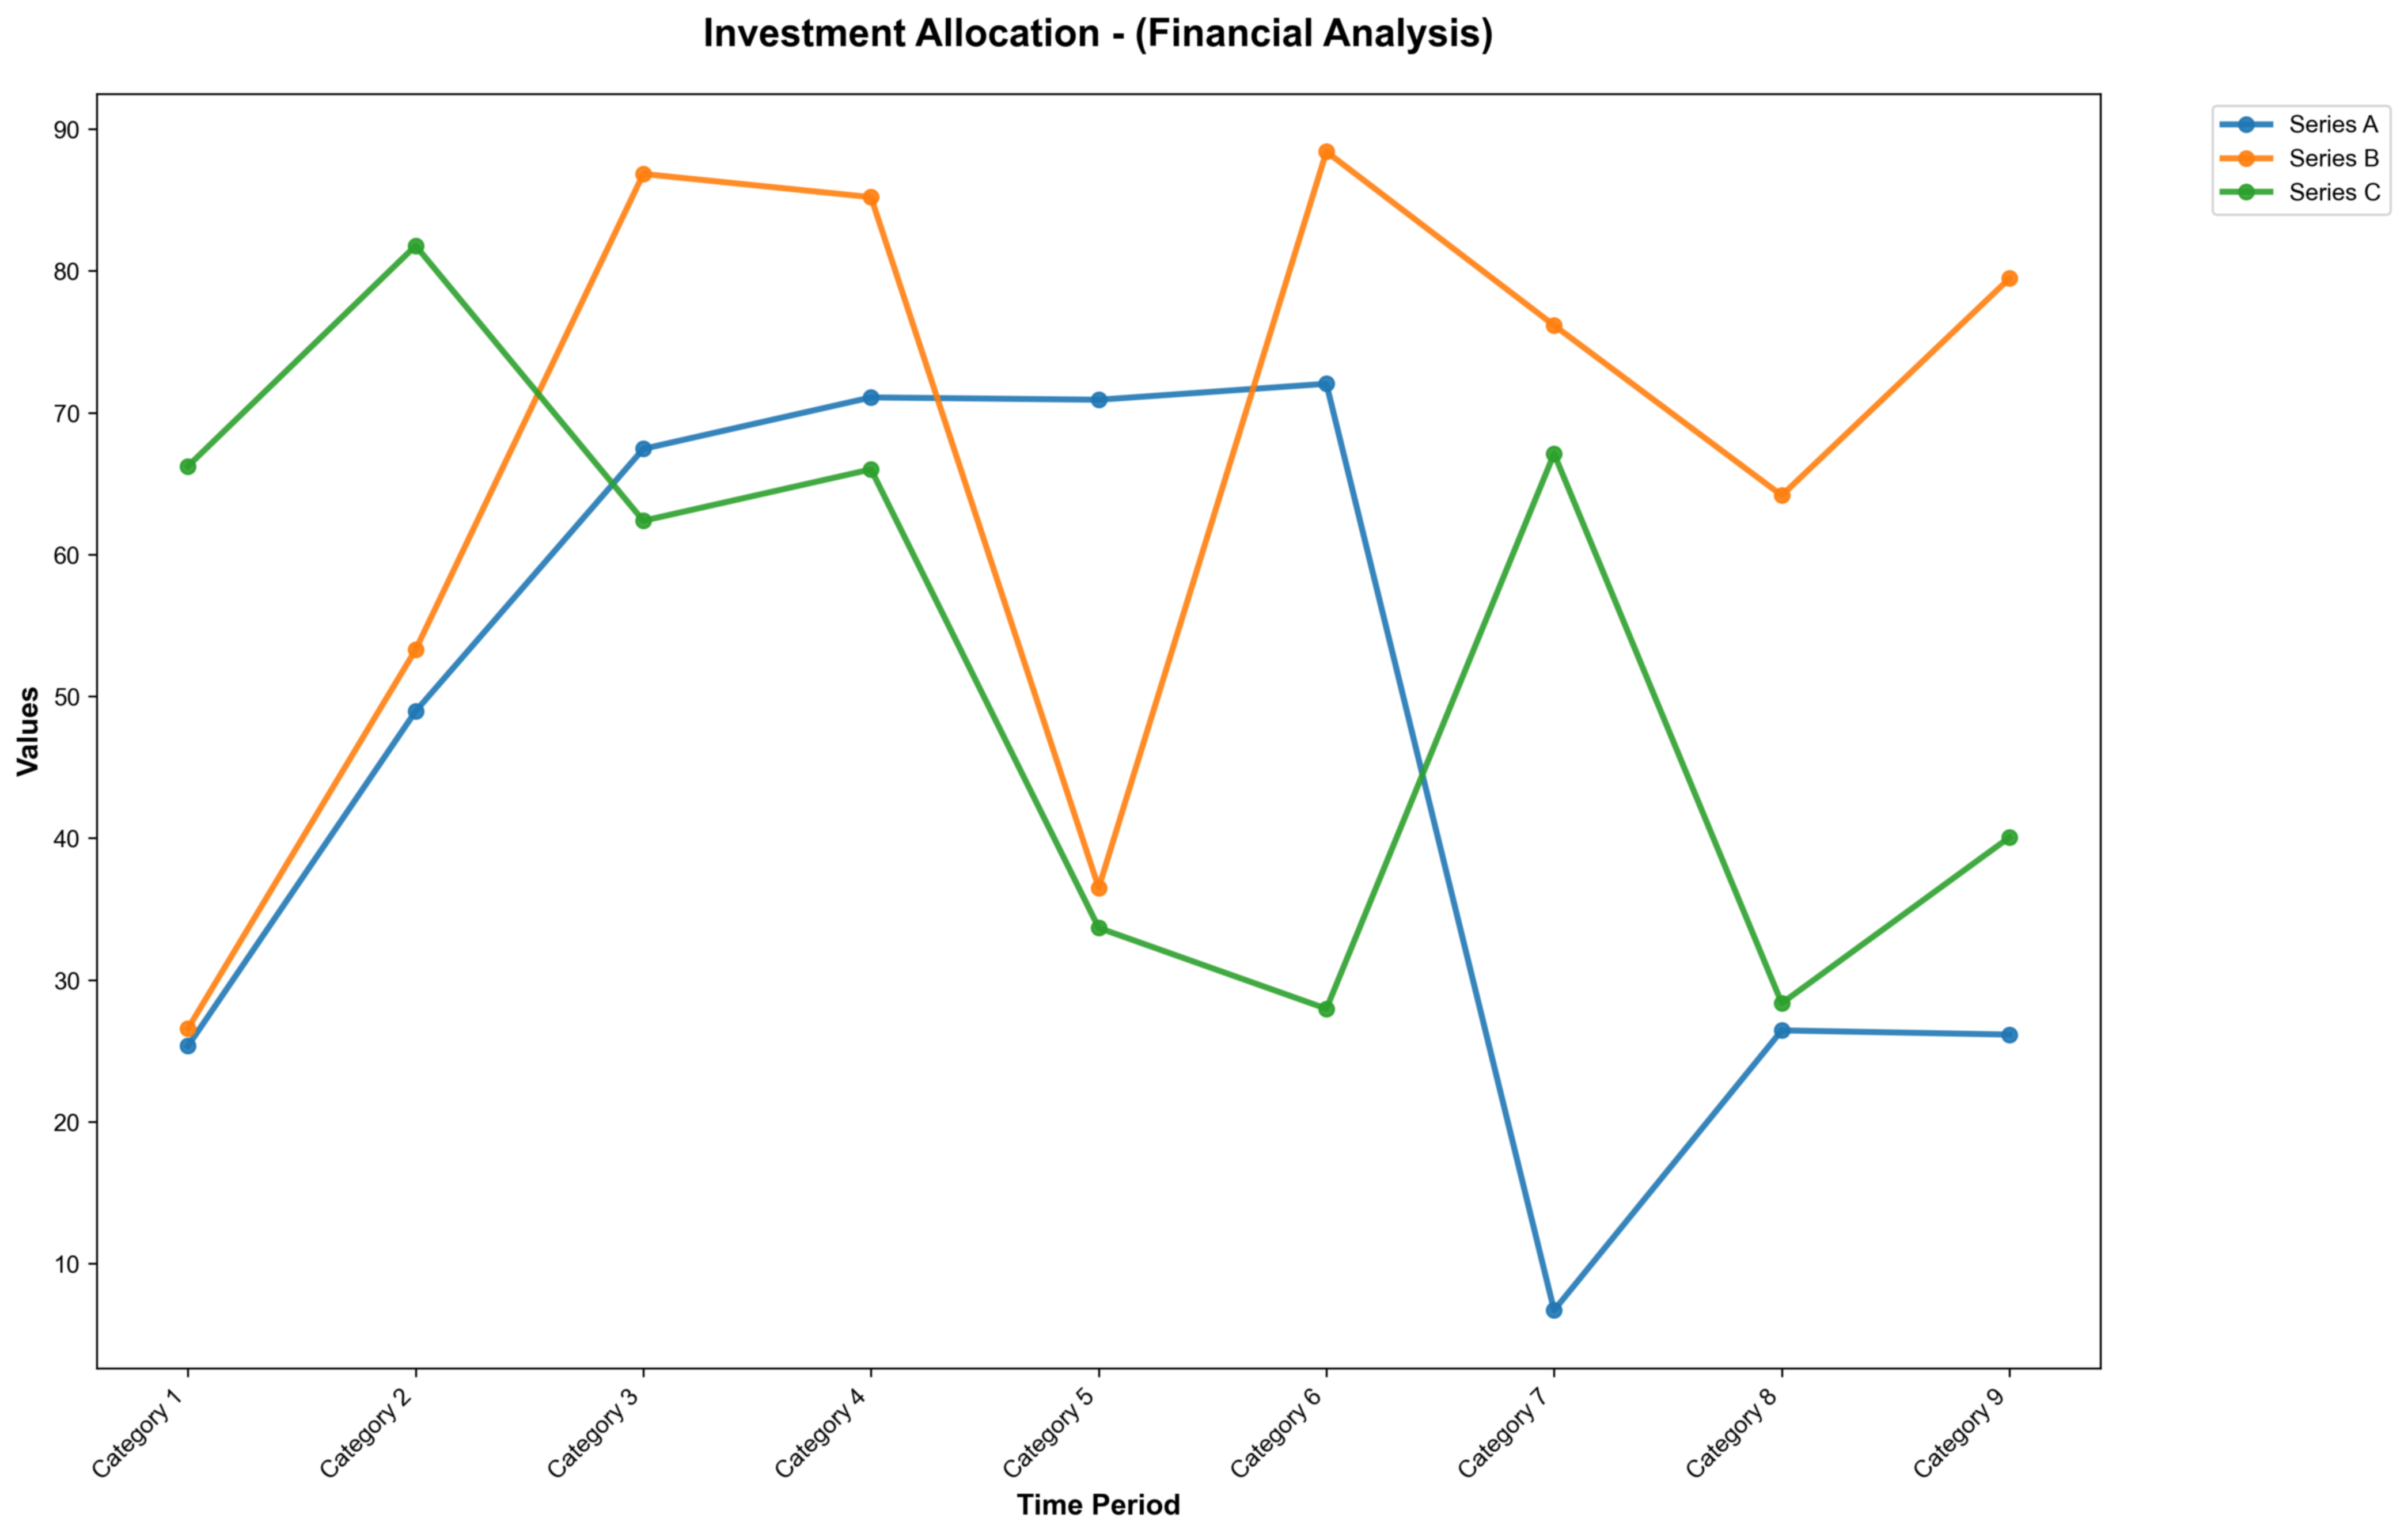 Investment Allocation - (Financial Analysis)
Series A
Series B
Series C
90
80
70
60
50
40
30
20
10
Values
Category 1
Category 2
Category 3
Category 4
Category 5
Category 6
Category 7
Category 8
Category 9
Time Period